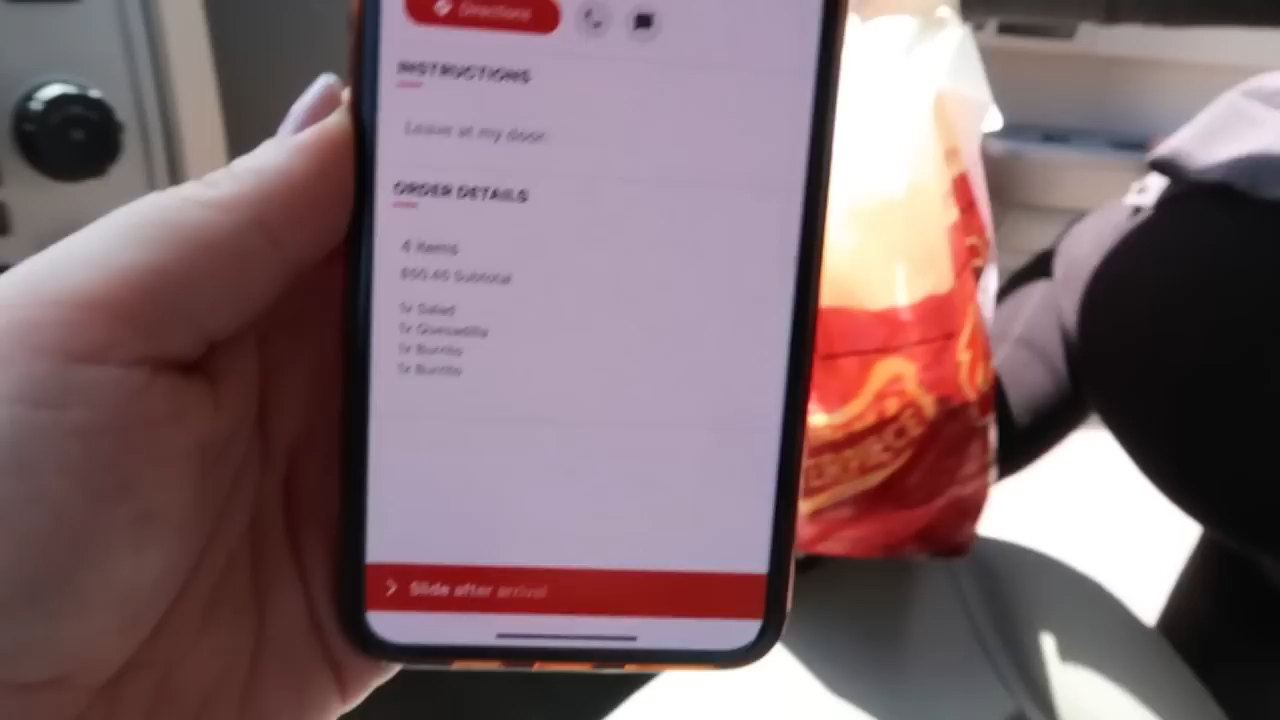 Directions
INSTRUCTIONS
Leave at my door
ORDER DETAILS
4 items
Subtotal
1x Salad
1x Quesadilla
1x Burrito
1x Burrito
Slide after arrival